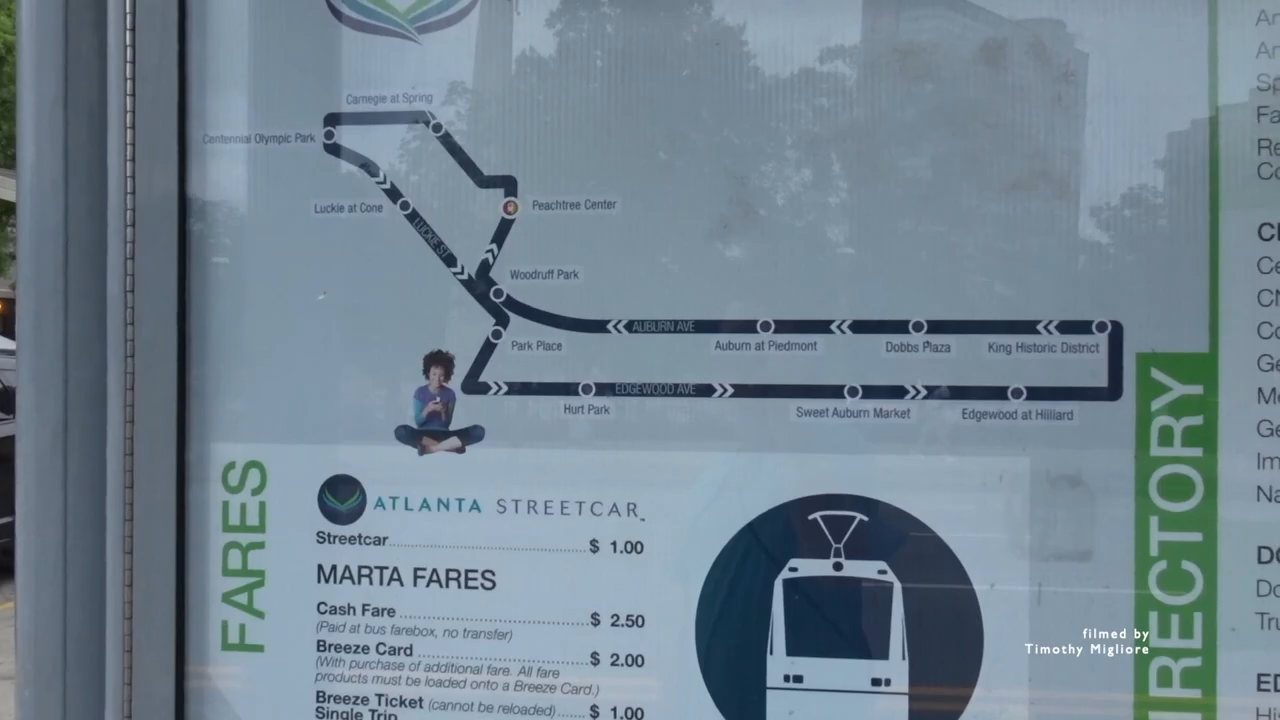 Carnegie at Spring
Centennial Olympic Park
Luckie at Cone
Peachtree Center
LUCKIE ST
Woodruff Park
AUBURN AVE
Park Place
Auburn at Piedmont
Dobbs Plaza
King Historic District
EDGEWOOD AVE
Hurt Park
Sweet Auburn Market
Edgewood at Hilliard
FARES
ATLANTA STREETCAR
Streetcar $ 1.00
MARTA FARES
Cash Fare $ 2.50
(Paid at bus farebox, no transfer)
Breeze Card $ 2.00
(With purchase of additional fare. All fare
products must be loaded onto a Breeze Card.)
Breeze Ticket (cannot be reloaded) $ 1.00
Single Trip
RECTORY
filmed by
Timothy Migliore